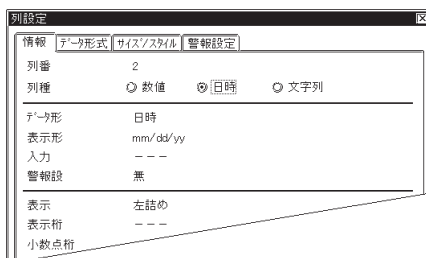 列設定
情報 データ形式 サイズ/スタイル 警報設定
列番 2
列種 数値 日時 文字列
データ形 日時
表示形 mm/dd/yy
入力 ---
警報設 無
表示 左詰め
表示桁 ---
小数点桁